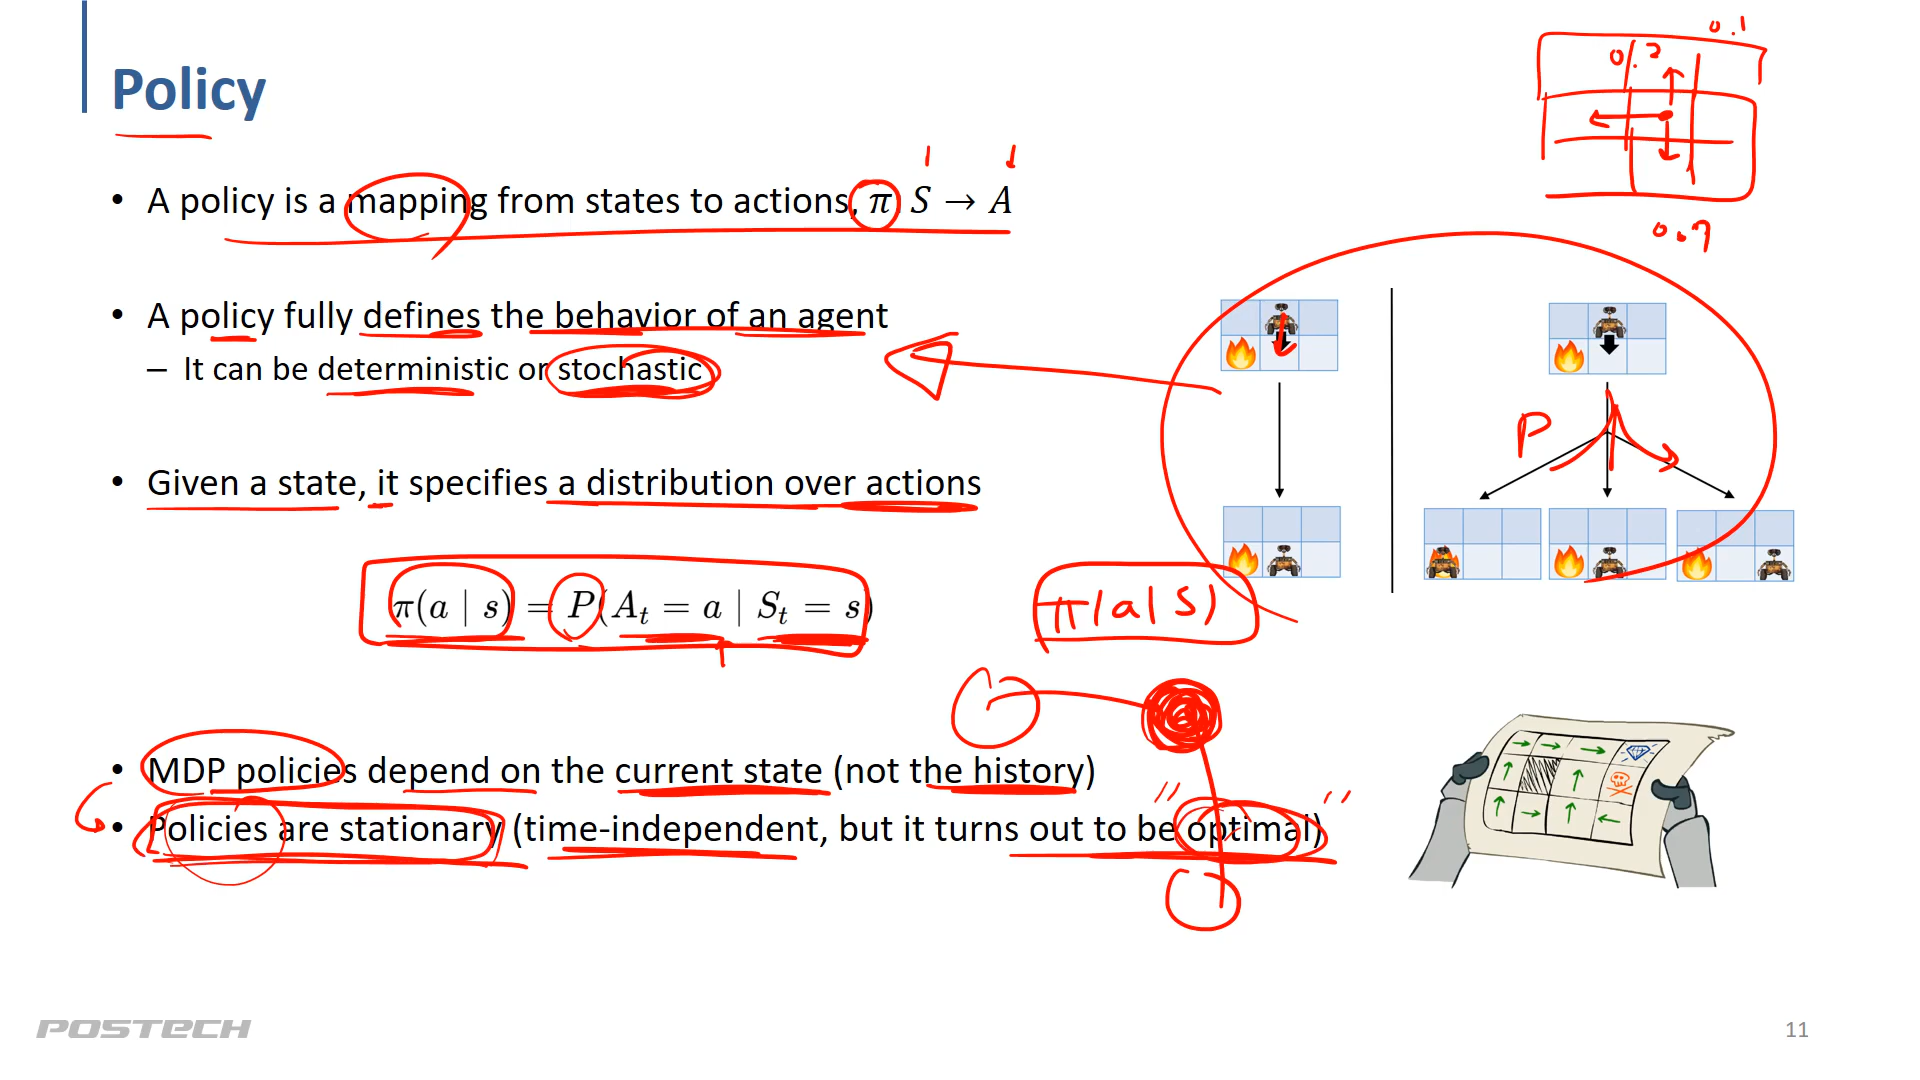 Policy
• A policy is a mapping from states to actions, π S → A
• A policy fully defines the behavior of an agent
– It can be deterministic or stochastic
• Given a state, it specifies a distribution over actions
π(a | s) = P(A_t = a | S_t = s)
• MDP policies depend on the current state (not the history)
• Policies are stationary (time-independent, but it turns out to be optimal)
0.1
0.2
0.7
P
π(a|s)
" "
POSTECH
11